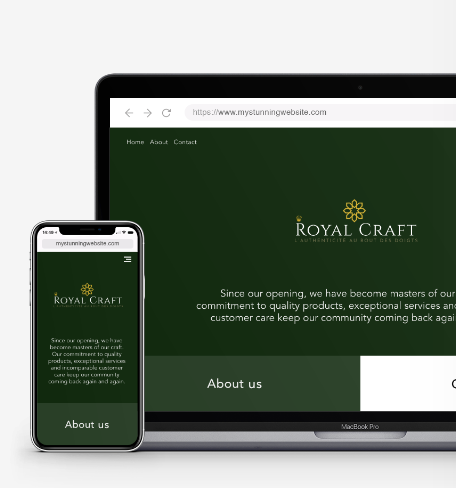 https://www.mystunningwebsite.com
Home About Contact
ROYAL CRAFT
L'AUTHENTICITÉ AU BOUT DES DOIGTS
Since our opening, we have become masters of our
commitment to quality products, exceptional services and
customer care keep our community coming back agai
About us
MacBook Pro
mystunningwebsite.com
ROYAL CRAFT
Since our opening, we have
become masters of our craft.
Our commitment to quality
products, exceptional services
and incomparable customer
care keep our community
coming back again and again.
About us